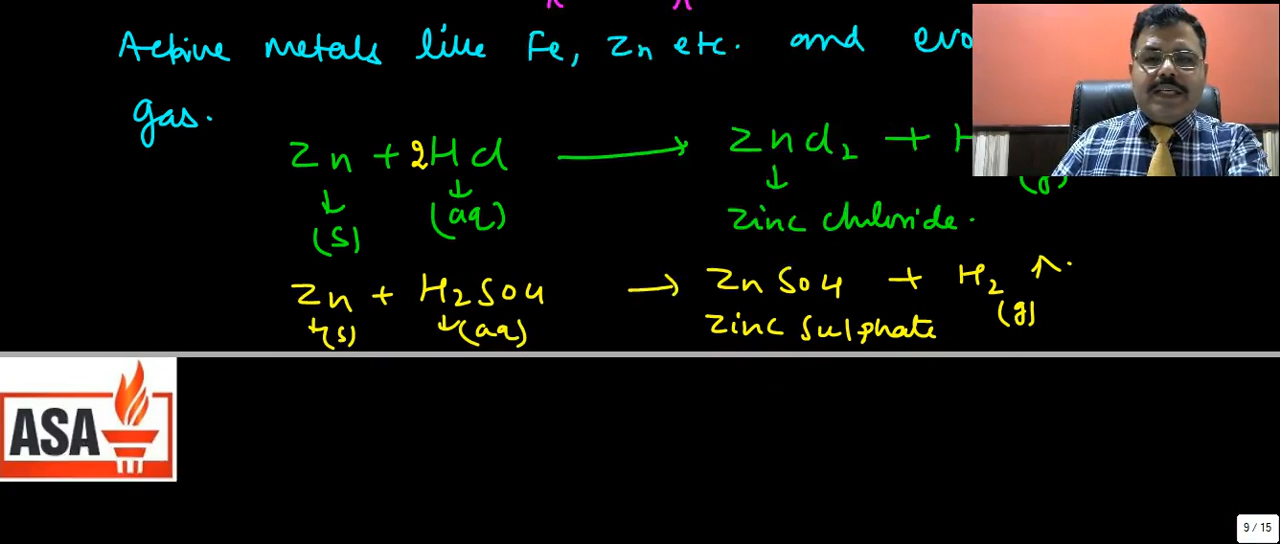 Active metals like Fe, Zn etc. and evo
gas.
Zn + 2HCl → ZnCl2 + H
(s) (aq) (g)
Zinc chloride.
Zn + H2SO4 → ZnSO4 + H2 ↑.
(s) (aq) Zinc Sulphate (g)
ASA
9 / 15